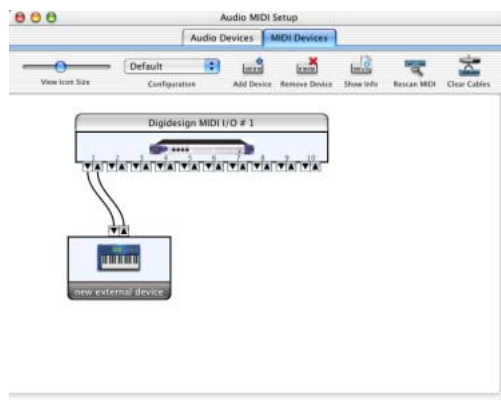 Audio MIDI Setup
Audio Devices MIDI Devices
Default
View Icon Size Configuration Add Device Remove Device Show Info Rescan MIDI Clear Cables
Digidesign MIDI I/O # 1
1 2 3 4 5 6 7 8 9 10
new external device